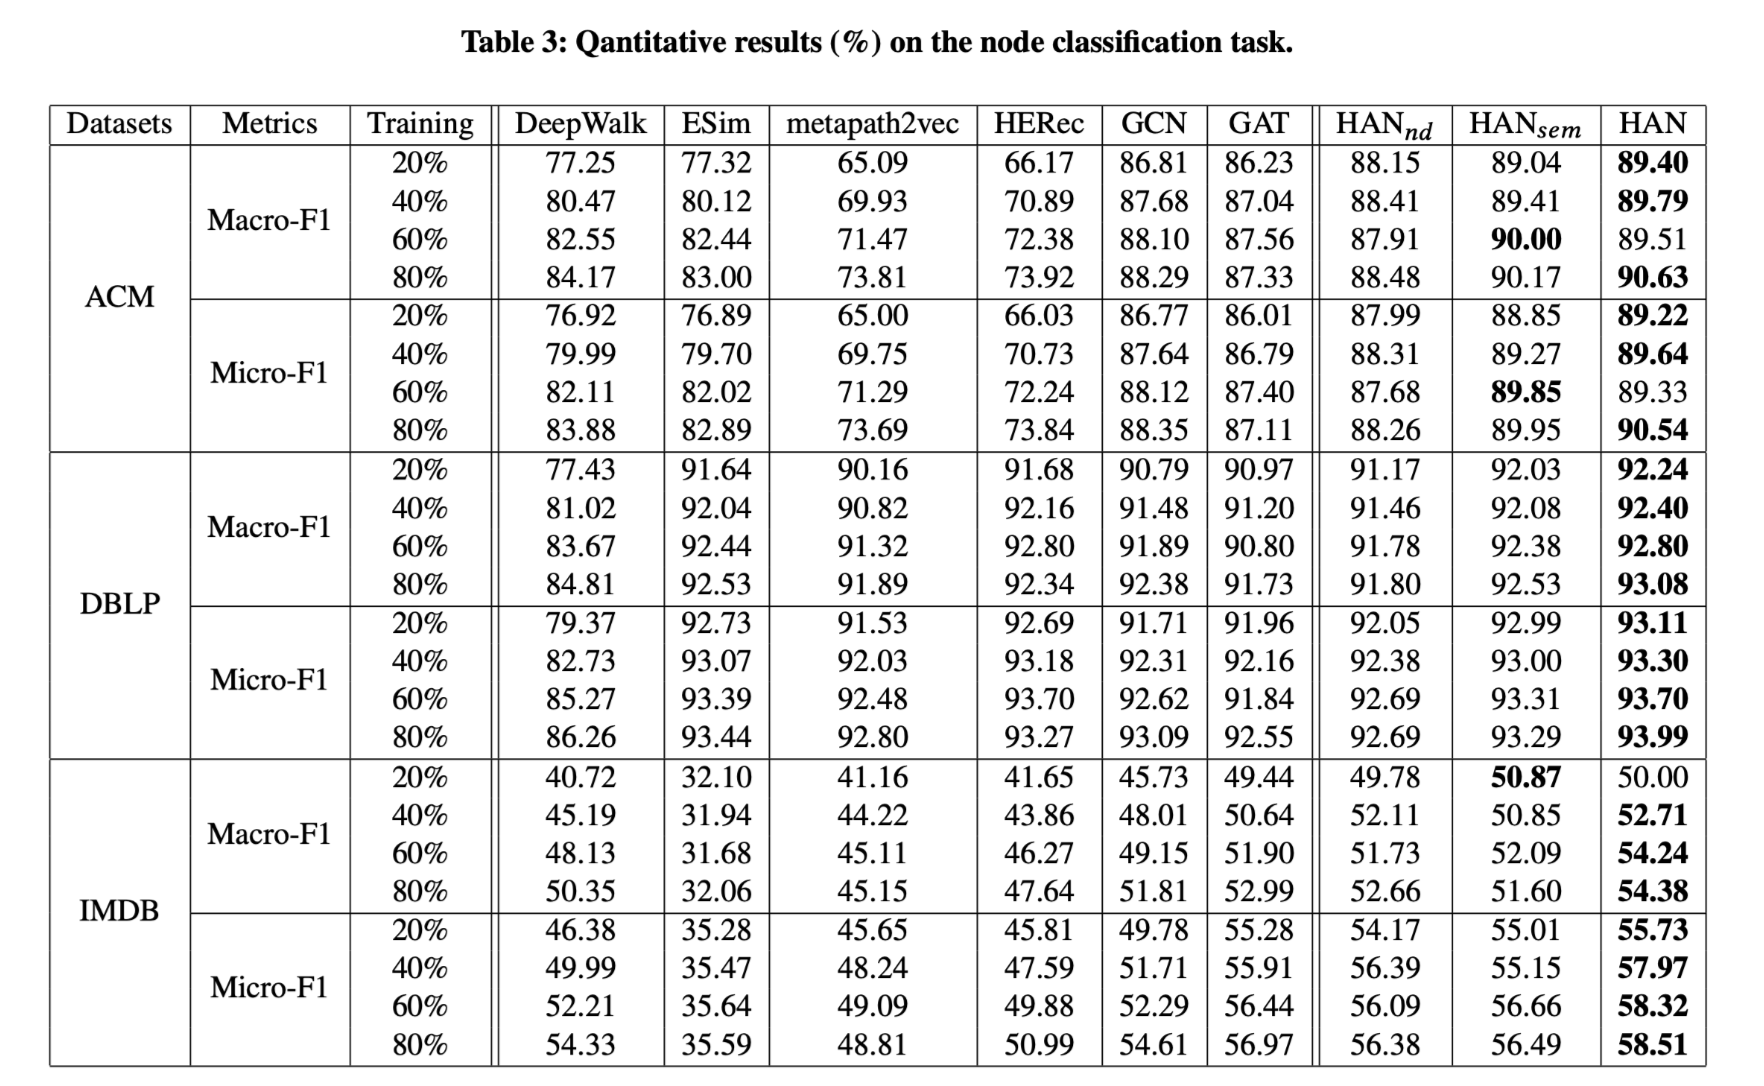 Table 3: Qantitative results (%) on the node classification task.
Datasets Metrics Training DeepWalk ESim metapath2vec HERec GCN GAT HANnd HANsem HAN
ACM Macro-F1 20% 77.25 77.32 65.09 66.17 86.81 86.23 88.15 89.04 89.40
40% 80.47 80.12 69.93 70.89 87.68 87.04 88.41 89.41 89.79
60% 82.55 82.44 71.47 72.38 88.10 87.56 87.91 90.00 89.51
80% 84.17 83.00 73.81 73.92 88.29 87.33 88.48 90.17 90.63
Micro-F1 20% 76.92 76.89 65.00 66.03 86.77 86.01 87.99 88.85 89.22
40% 79.99 79.70 69.75 70.73 87.64 86.79 88.31 89.27 89.64
60% 82.11 82.02 71.29 72.24 88.12 87.40 87.68 89.85 89.33
80% 83.88 82.89 73.69 73.84 88.35 87.11 88.26 89.95 90.54
DBLP Macro-F1 20% 77.43 91.64 90.16 91.68 90.79 90.97 91.17 92.03 92.24
40% 81.02 92.04 90.82 92.16 91.48 91.20 91.46 92.08 92.40
60% 83.67 92.44 91.32 92.80 91.89 90.80 91.78 92.38 92.80
80% 84.81 92.53 91.89 92.34 92.38 91.73 91.80 92.53 93.08
Micro-F1 20% 79.37 92.73 91.53 92.69 91.71 91.96 92.05 92.99 93.11
40% 82.73 93.07 92.03 93.18 92.31 92.16 92.38 93.00 93.30
60% 85.27 93.39 92.48 93.70 92.62 91.84 92.69 93.31 93.70
80% 86.26 93.44 92.80 93.27 93.09 92.55 92.69 93.29 93.99
IMDB Macro-F1 20% 40.72 32.10 41.16 41.65 45.73 49.44 49.78 50.87 50.00
40% 45.19 31.94 44.22 43.86 48.01 50.64 52.11 50.85 52.71
60% 48.13 31.68 45.11 46.27 49.15 51.90 51.73 52.09 54.24
80% 50.35 32.06 45.15 47.64 51.81 52.99 52.66 51.60 54.38
Micro-F1 20% 46.38 35.28 45.65 45.81 49.78 55.28 54.17 55.01 55.73
40% 49.99 35.47 48.24 47.59 51.71 55.91 56.39 55.15 57.97
60% 52.21 35.64 49.09 49.88 52.29 56.44 56.09 56.66 58.32
80% 54.33 35.59 48.81 50.99 54.61 56.97 56.38 56.49 58.51